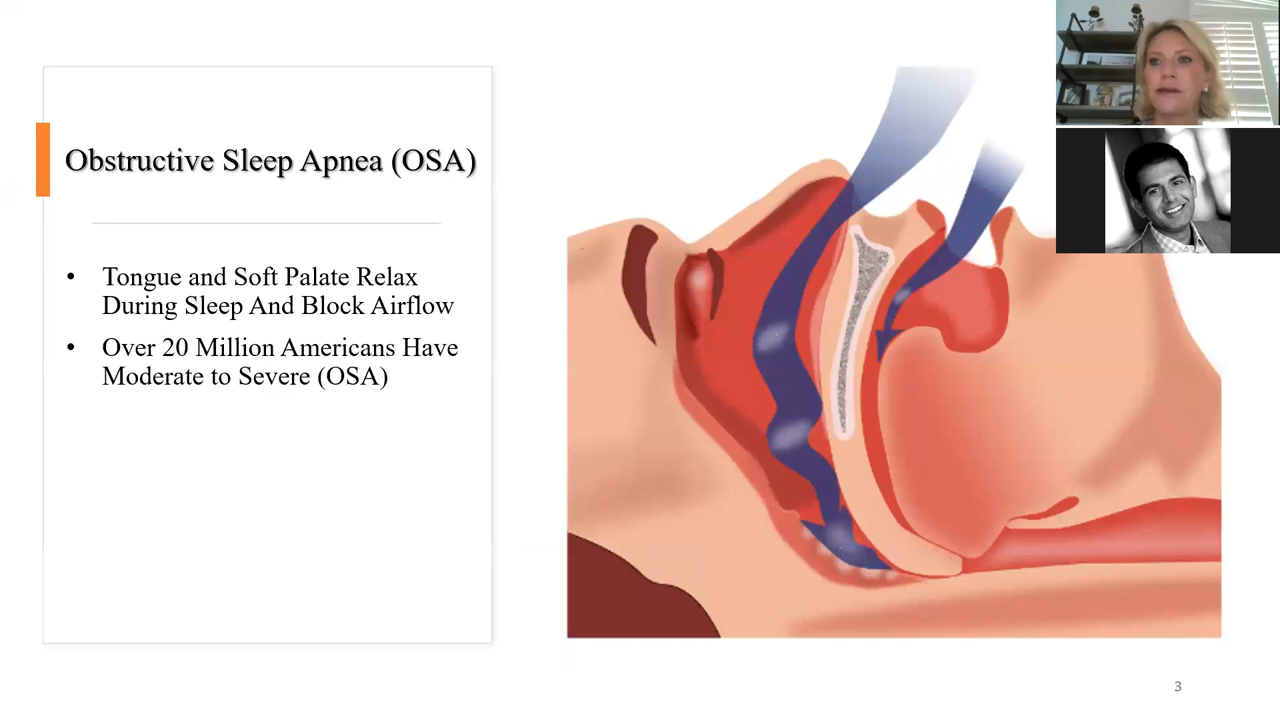 Obstructive Sleep Apnea (OSA)
• Tongue and Soft Palate Relax
During Sleep And Block Airflow
• Over 20 Million Americans Have
Moderate to Severe (OSA)
3